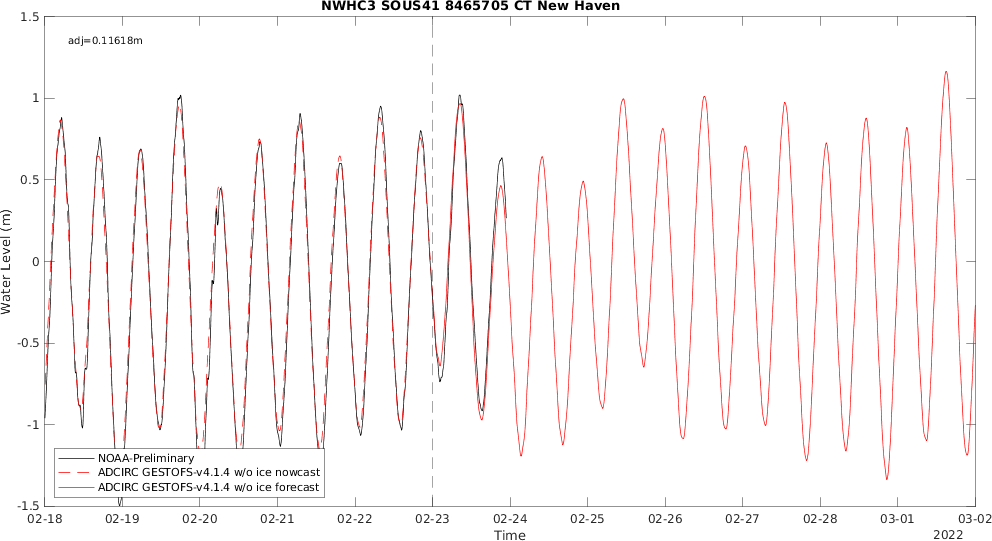 NWHC3 SOUS41 8465705 CT New Haven
1.5
adj=0.11618m
1
0.5
0
-0.5
-1
-1.5
Water Level (m)
NOAA-Preliminary
ADCIRC GESTOFS-v4.1.4 w/o ice nowcast
ADCIRC GESTOFS-v4.1.4 w/o ice forecast
02-18 02-19 02-20 02-21 02-22 02-23 02-24 02-25 02-26 02-27 02-28 03-01 03-02
Time
2022